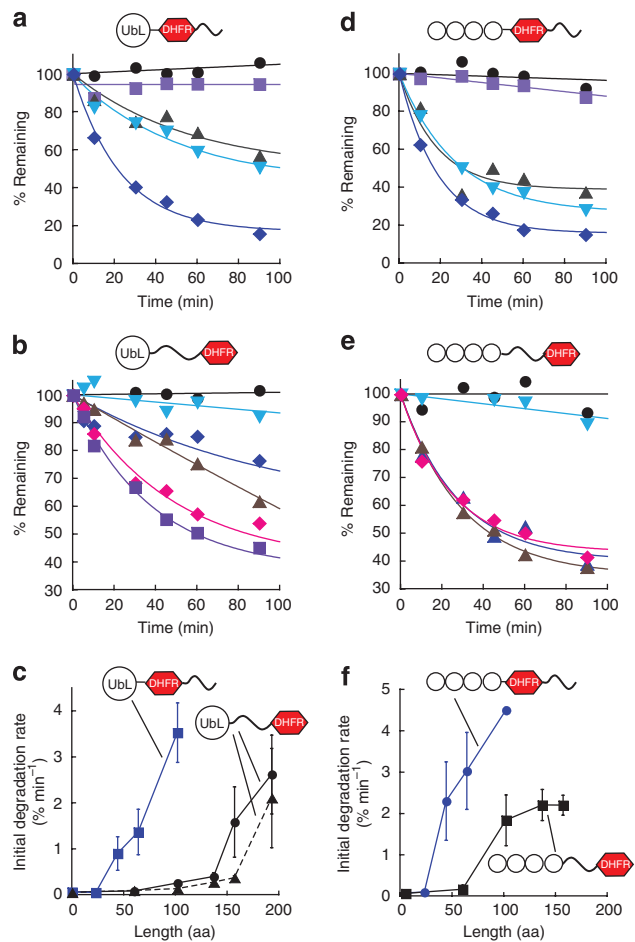 a
UbL DHFR
100
80
60
40
20
0
% Remaining
0 20 40 60 80 100
Time (min)
d
DHFR
100
80
60
40
20
0
% Remaining
0 20 40 60 80 100
Time (min)
b
UbL DHFR
100
90
80
70
60
50
40
30
% Remaining
0 20 40 60 80 100
Time (min)
e
DHFR
100
90
80
70
60
50
40
30
% Remaining
0 20 40 60 80 100
Time (min)
c
UbL DHFR
UbL DHFR
4
2
0
Initial degradation rate
(% min−1)
0 50 100 150 200
Length (aa)
f
DHFR
DHFR
5
4
3
2
1
0
Initial degradation rate
(% min−1)
0 50 100 150 200
Length (aa)